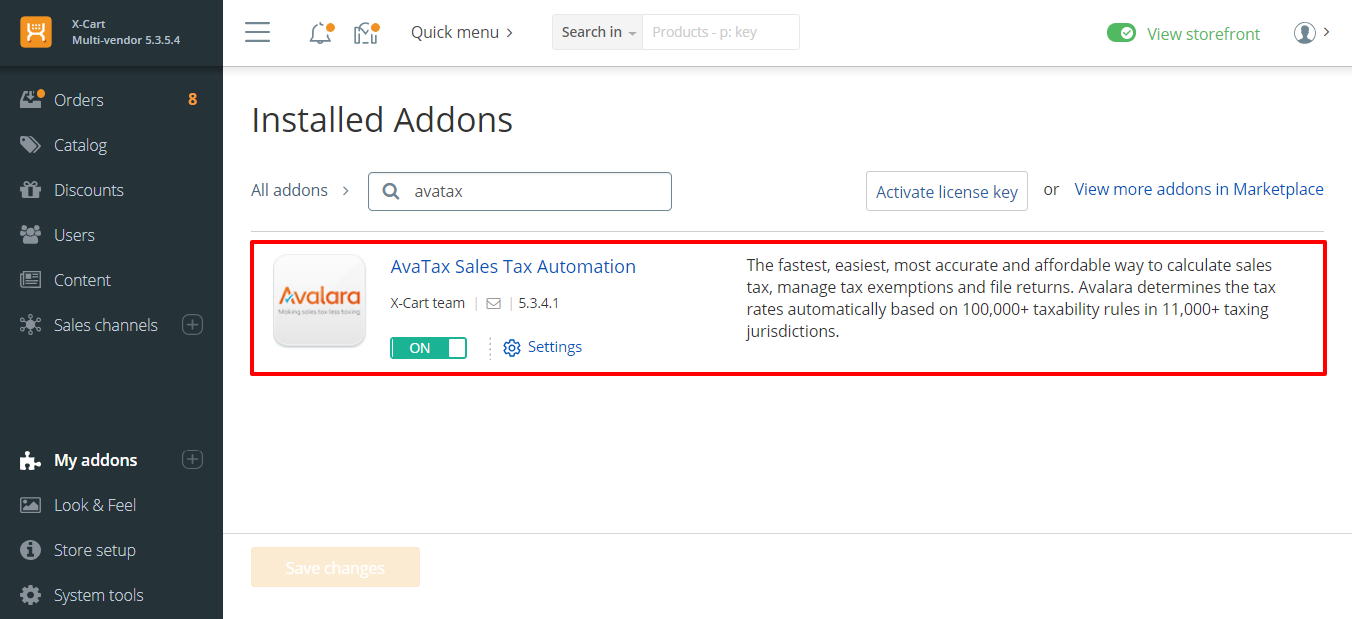 X-Cart
Multi-vendor 5.3.5.4
Quick menu
Search in
Products - p: key
View storefront
Orders 8
Catalog
Discounts
Users
Content
Sales channels
My addons
Look & Feel
Store setup
System tools
Installed Addons
All addons
avatax
Activate license key or View more addons in Marketplace
Avalara
Making sales tax less taxing
AvaTax Sales Tax Automation
X-Cart team | | 5.3.4.1
ON
Settings
The fastest, easiest, most accurate and affordable way to calculate sales
tax, manage tax exemptions and file returns. Avalara determines the tax
rates automatically based on 100,000+ taxability rules in 11,000+ taxing
jurisdictions.
Save changes